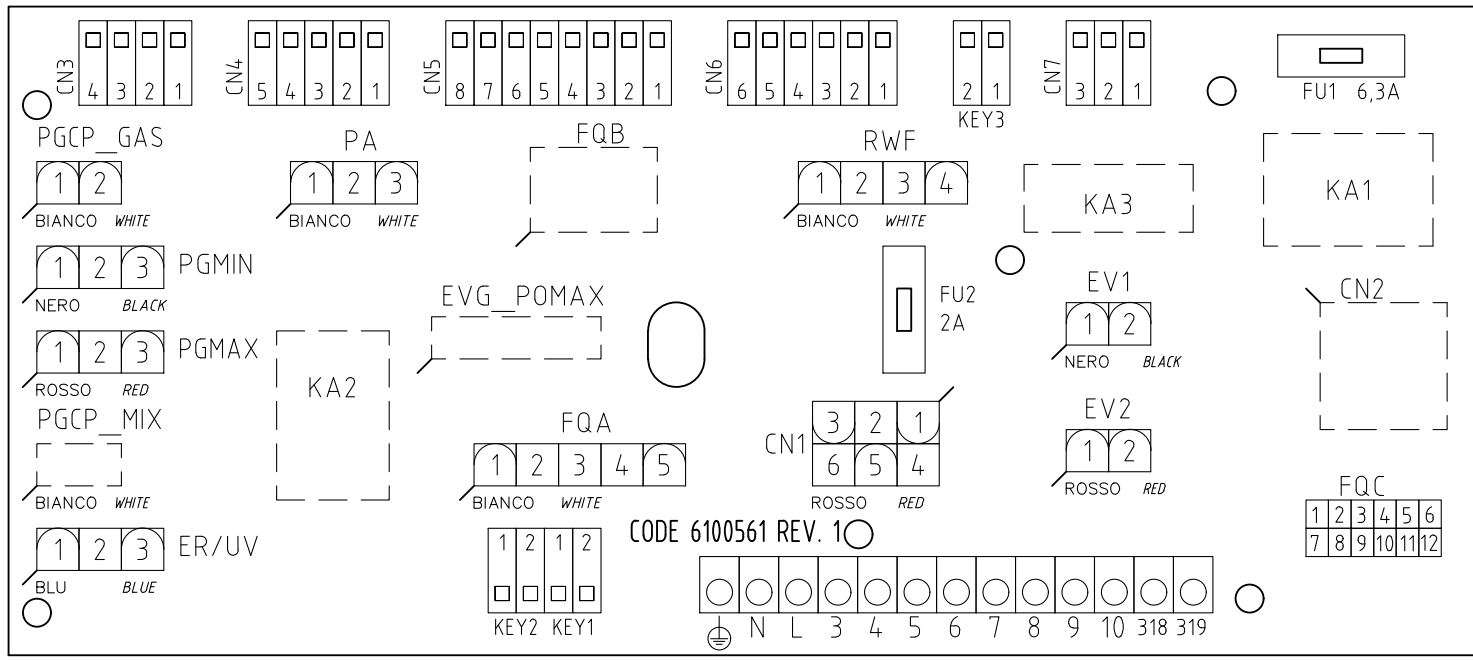 CN3 4 3 2 1
CN4 5 4 3 2 1
CN5 8 7 6 5 4 3 2 1
CN6 6 5 4 3 2 1
2 1
KEY3
CN7 3 2 1
FU1 6,3A
PGCP_GAS
1 2
BIANCO WHITE
PA
1 2 3
BIANCO WHITE
FQB
RWF
1 2 3 4
BIANCO WHITE
KA3
KA1
1 2 3 PGMIN
NERO BLACK
EVG_POMAX
FU2
2A
EV1
1 2
NERO BLACK
CN2
1 2 3 PGMAX
ROSSO RED
KA2
PGCP_MIX
BIANCO WHITE
FQA
1 2 3 4 5
BIANCO WHITE
CN1
3 2 1
6 5 4
ROSSO RED
EV2
1 2
ROSSO RED
FQC
1 2 3 4 5 6
7 8 9 10 11 12
1 2 3 ER/UV
BLU BLUE
1 2 1 2
KEY2 KEY1
CODE 6100561 REV. 1
N L 3 4 5 6 7 8 9 10 318 319